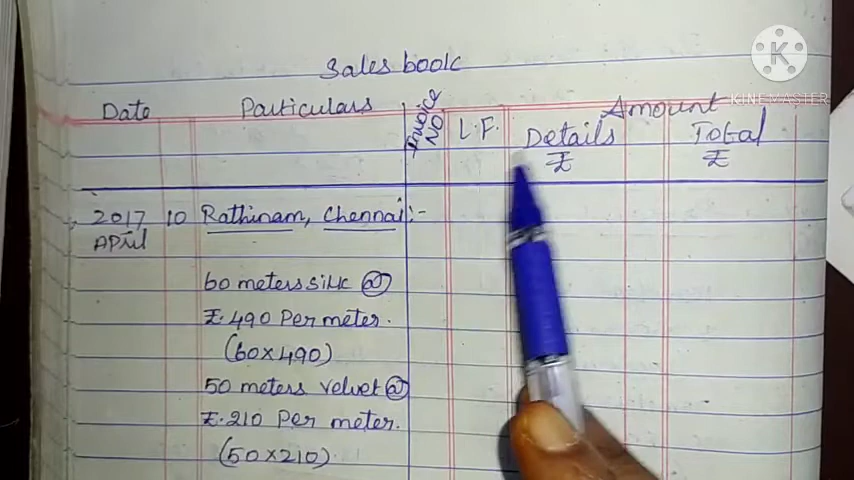 Sales book
Date Particulars Invoice NO L.F. Amount
Details ₹ Total ₹
2017 April 10 Rathinam, Chennai:-
60 meters silk @
₹.490 Per meter.
(60×490)
50 meters velvet @
₹.210 Per meter.
(50×210)
KINEMASTER